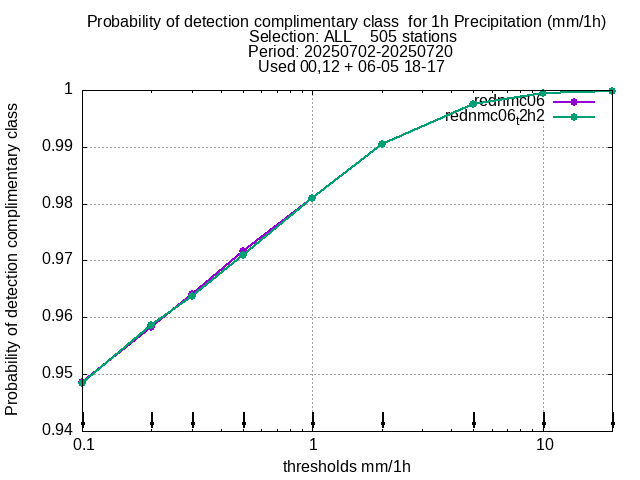 Probability of detection complimentary class  for 1h Precipitation (mm/1h)
Selection: ALL    505 stations
Period: 20250702-20250720
Used 00,12 + 06-05 18-17
rednmc06
rednmc06t2h2
Probability of detection complimentary class
1
0.99
0.98
0.97
0.96
0.95
0.94
0.1
1
10
thresholds mm/1h